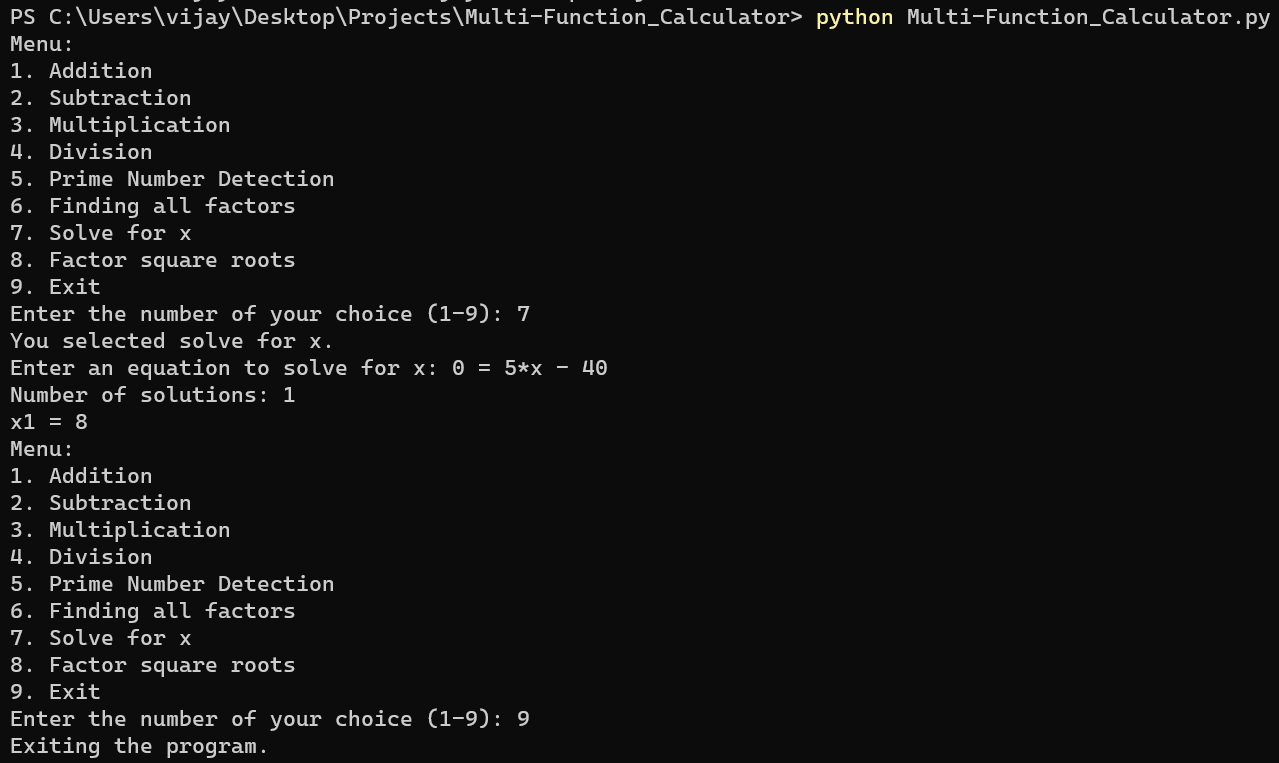 PS C:\Users\vijay\Desktop\Projects\Multi-Function_Calculator> python Multi-Function_Calculator.py
Menu:
1. Addition
2. Subtraction
3. Multiplication
4. Division
5. Prime Number Detection
6. Finding all factors
7. Solve for x
8. Factor square roots
9. Exit
Enter the number of your choice (1-9): 7
You selected solve for x.
Enter an equation to solve for x: 0 = 5*x - 40
Number of solutions: 1
x1 = 8
Menu:
1. Addition
2. Subtraction
3. Multiplication
4. Division
5. Prime Number Detection
6. Finding all factors
7. Solve for x
8. Factor square roots
9. Exit
Enter the number of your choice (1-9): 9
Exiting the program.